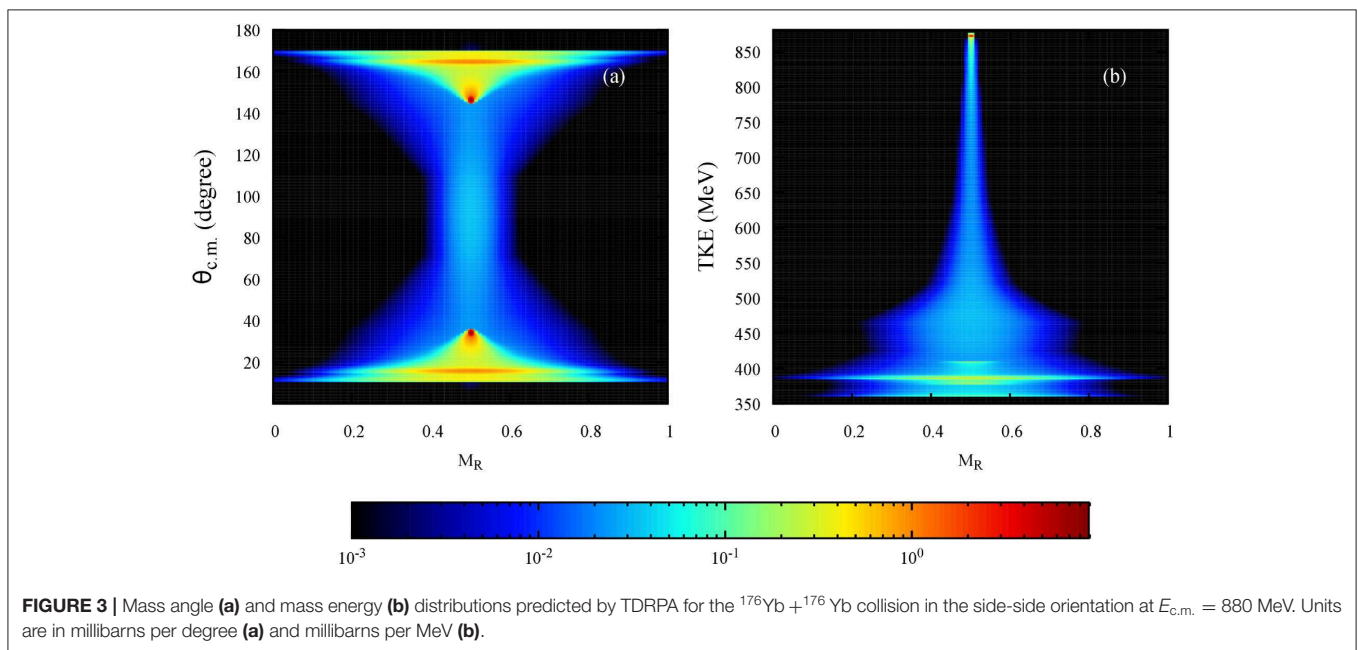 180
160
140
120
100
80
60
40
20
θc.m. (degree)
(a)
0 0.2 0.4 0.6 0.8 1
MR
850
800
750
700
650
600
550
500
450
400
350
TKE (MeV)
(b)
0 0.2 0.4 0.6 0.8 1
MR
10⁻³ 10⁻² 10⁻¹ 10⁰
FIGURE 3 | Mass angle (a) and mass energy (b) distributions predicted by TDRPA for the ¹⁷⁶Yb +¹⁷⁶ Yb collision in the side-side orientation at Ec.m. = 880 MeV. Units
are in millibarns per degree (a) and millibarns per MeV (b).